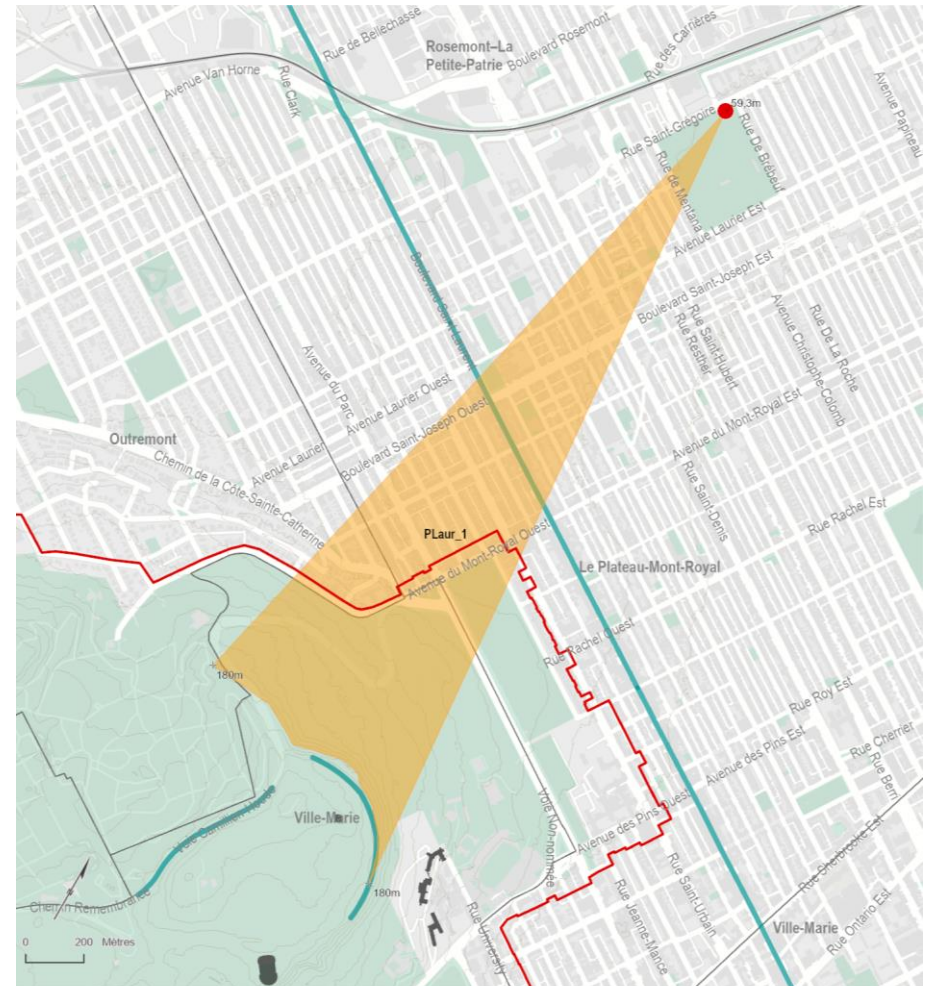 Rue de Bellechasse
Rosemont–La
Petite-Patrie
Boulevard Rosemont
Rue des Carrières
Avenue Van Horne
Rue Clark
59,3m
Rue Saint-Grégoire
Rue De Brébeuf
Avenue Papineau
Rue de Mentana
Avenue Laurier Est
Boulevard Saint-Laurent
Boulevard Saint-Joseph Est
Rue Saint-Hubert
Rue Resther
Avenue Christophe-Colomb
Rue De La Roche
Avenue du Parc
Avenue Laurier Ouest
Boulevard Saint-Joseph Ouest
Avenue du Mont-Royal Est
Outremont
Avenue Laurier
Chemin de la Côte-Sainte-Catherine
Rue Saint-Denis
Rue Rachel Est
PLaur_1
Avenue du Mont-Royal Ouest
Le Plateau-Mont-Royal
Rue Rachel Ouest
180m
Rue Roy Est
Avenue des Pins Est
Rue Cherrier
Rue Berri
Voie Camillien-Houde
Ville-Marie
Voie Non-nommée
Avenue des Pins Ouest
Rue Sherbrooke Est
180m
Chemin Remembrance
Rue University
Rue Jeanne-Mance
Rue Saint-Urbain
Ville-Marie
Rue Ontario Est
0 200 Mètres